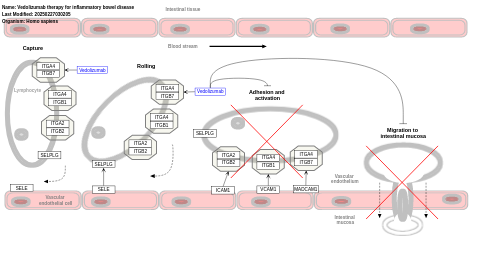 Name: Vedolizumab therapy for inflammatory bowel disease
Last Modified: 20250227030205
Organism: Homo sapiens
Intestinal tissue
Blood stream
Capture
ITGA4
ITGB7
Vedolizumab
Lymphocyte
ITGA4
ITGB1
ITGA2
ITGB2
SELPLG
SELE
Vascular
endothelial cell
Rolling
ITGA4
ITGB7
Vedolizumab
ITGA4
ITGB1
ITGA2
ITGB2
SELPLG
SELE
Adhesion and
activation
SELPLG
ITGA2
ITGB2
ITGA4
ITGB1
ITGA4
ITGB7
ICAM1
VCAM1
MADCAM1
Migration to
intestinal mucosa
Vascular
endothelium
Intestinal
mucosa